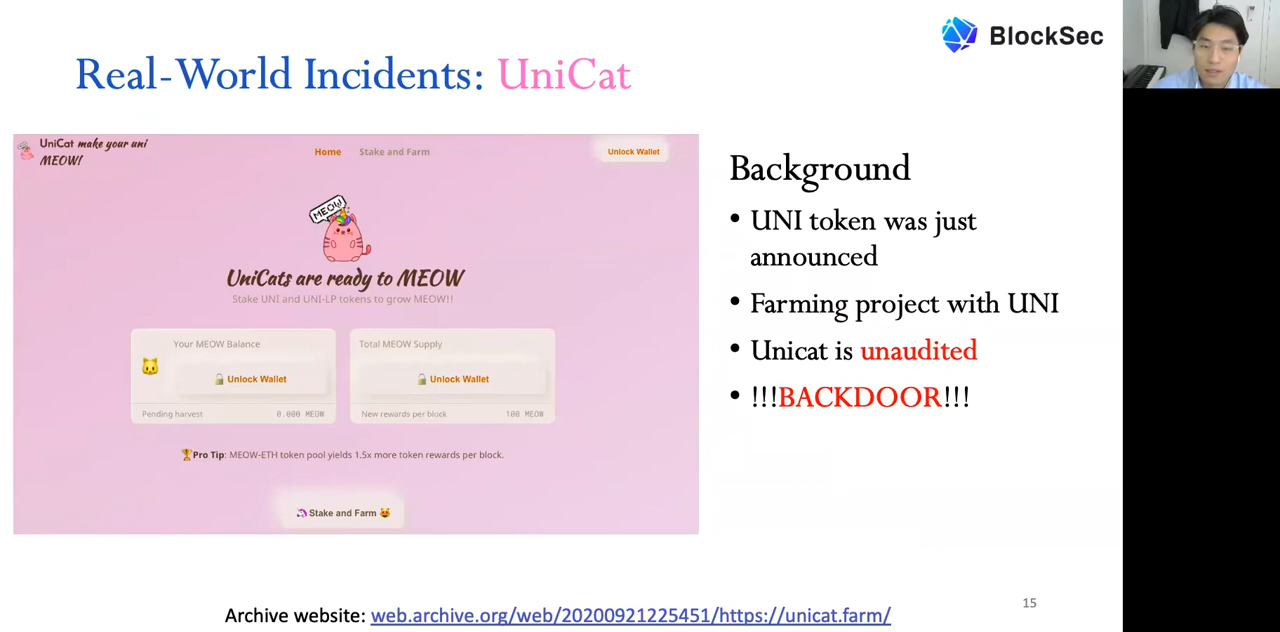 BlockSec
Real-World Incidents: UniCat
UniCat make your uni
MEOW!
Home
Stake and Farm
Unlock Wallet
MEOW
UniCats are ready to MEOW
Stake UNI and UNI-LP tokens to grow MEOW!!
Your MEOW Balance
Unlock Wallet
Pending harvest
0.000 MEOW
Total MEOW Supply
Unlock Wallet
New rewards per block
100 MEOW
Pro Tip: MEOW-ETH token pool yields 1.5x more token rewards per block.
Stake and Farm
Background
• UNI token was just
announced
• Farming project with UNI
• Unicat is unaudited
• !!!BACKDOOR!!!
Archive website: web.archive.org/web/20200921225451/https://unicat.farm/
15